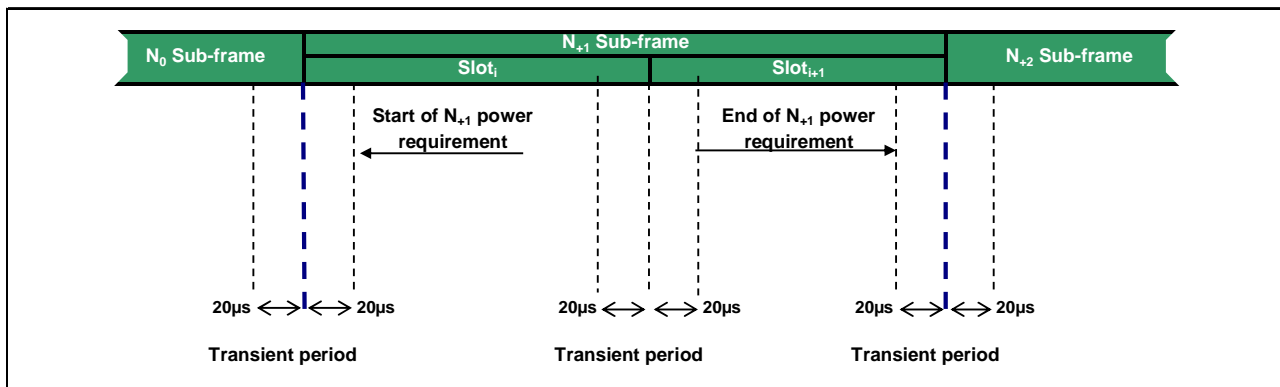 N₀ Sub-frame
N₊₁ Sub-frame
N₊₂ Sub-frame
Slotᵢ
Slotᵢ₊₁
Start of N₊₁ power
requirement
End of N₊₁ power
requirement
20µs
20µs
20µs
20µs
20µs
20µs
Transient period
Transient period
Transient period